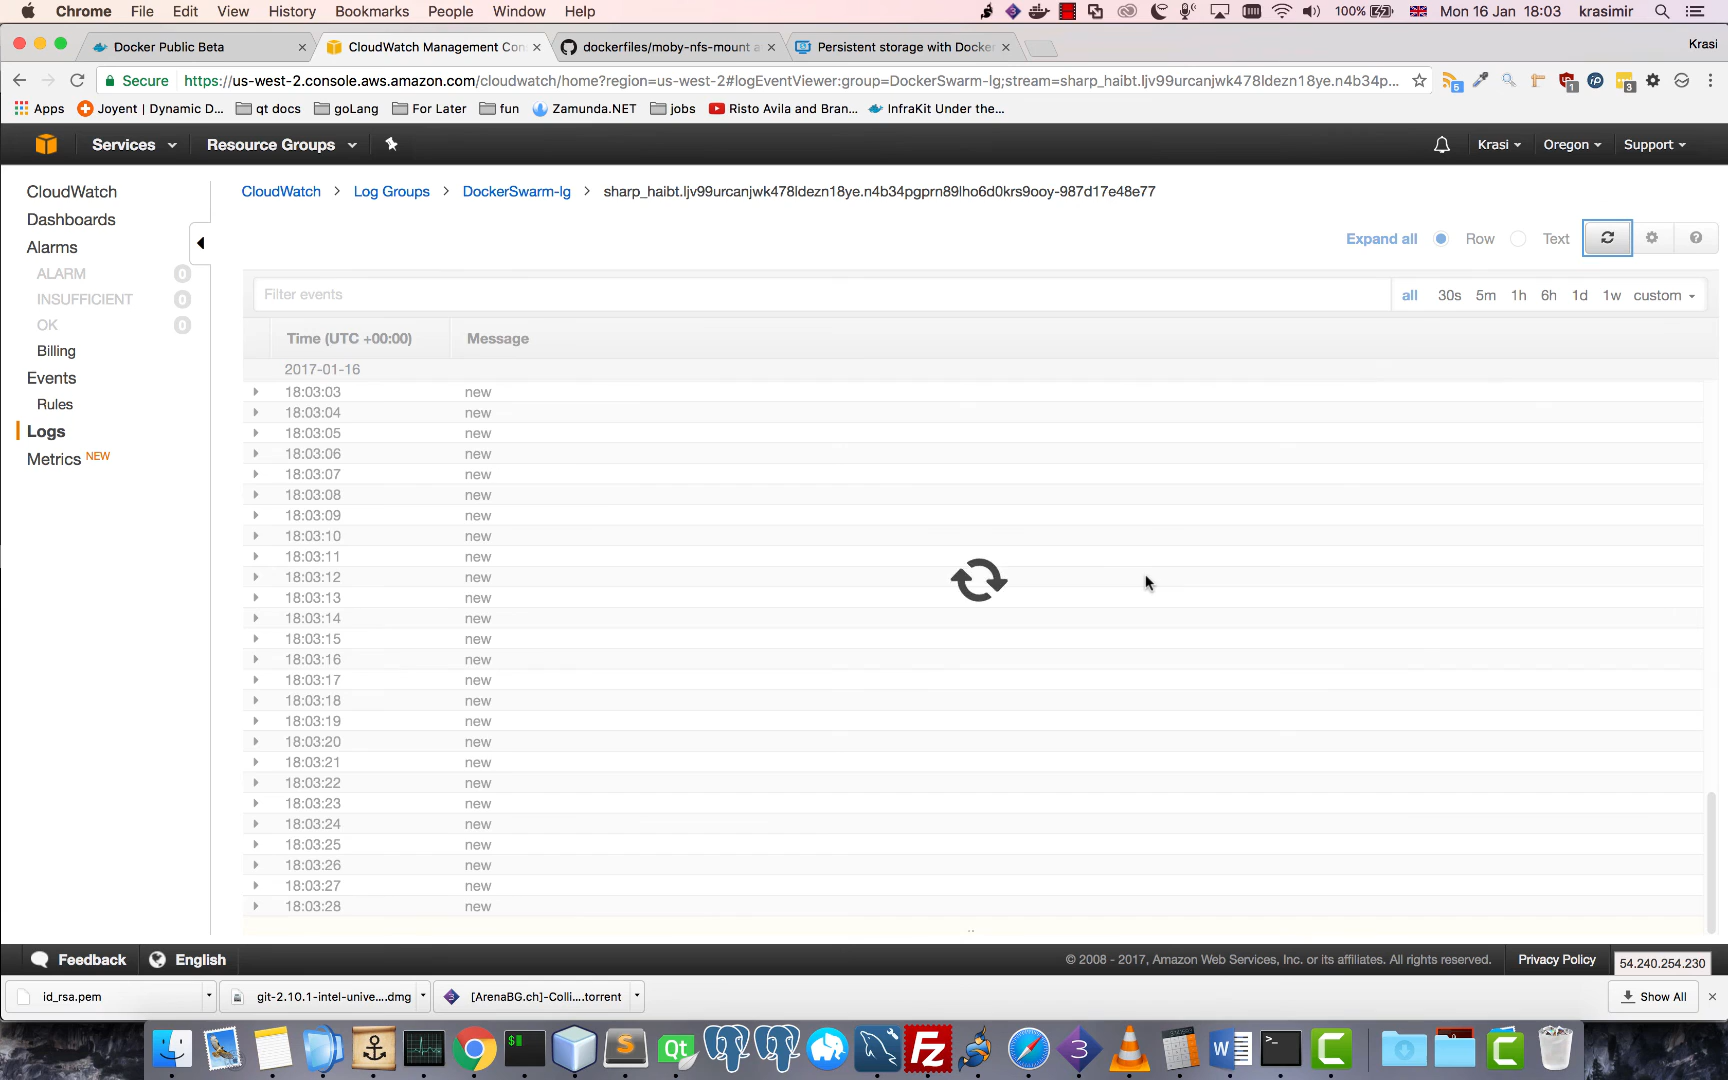 Chrome File Edit View History Bookmarks People Window Help 100% Mon 16 Jan 18:03 krasimir
Docker Public Beta CloudWatch Management Con dockerfiles/moby-nfs-mount a Persistent storage with Docke Krasi
Secure https://us-west-2.console.aws.amazon.com/cloudwatch/home?region=us-west-2#logEventViewer:group=DockerSwarm-lg;stream=sharp_haibt.ljv99urcanjwk478ldezn18ye.n4b34p...
Apps Joyent | Dynamic D... qt docs goLang For Later fun Zamunda.NET jobs Risto Avila and Bran... InfraKit Under the...
Services Resource Groups Krasi Oregon Support
CloudWatch
Dashboards
Alarms
ALARM 0
INSUFFICIENT 0
OK 0
Billing
Events
Rules
Logs
Metrics NEW
CloudWatch > Log Groups > DockerSwarm-lg > sharp_haibt.ljv99urcanjwk478ldezn18ye.n4b34pgprn89lho6d0krs9ooy-987d17e48e77
Expand all Row Text
Filter events all 30s 5m 1h 6h 1d 1w custom
Time (UTC +00:00) Message
2017-01-16
18:03:03 new
18:03:04 new
18:03:05 new
18:03:06 new
18:03:07 new
18:03:08 new
18:03:09 new
18:03:10 new
18:03:11 new
18:03:12 new
18:03:13 new
18:03:14 new
18:03:15 new
18:03:16 new
18:03:17 new
18:03:18 new
18:03:19 new
18:03:20 new
18:03:21 new
18:03:22 new
18:03:23 new
18:03:24 new
18:03:25 new
18:03:26 new
18:03:27 new
18:03:28 new
Feedback English © 2008 - 2017, Amazon Web Services, Inc. or its affiliates. All rights reserved. Privacy Policy 54.240.254.230
id_rsa.pem git-2.10.1-intel-unive....dmg [ArenaBG.ch]-Colli....torrent Show All